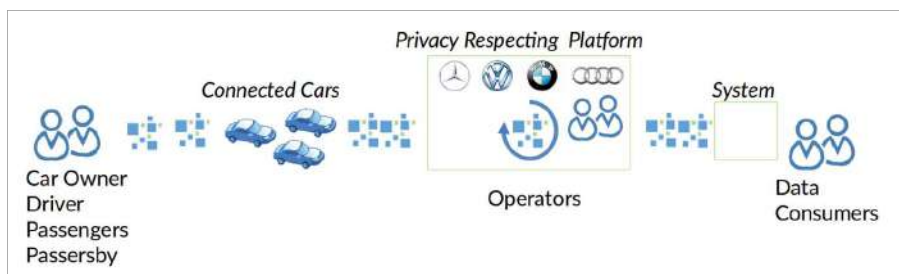 Privacy Respecting Platform
Connected Cars
System
Car Owner
Driver
Passengers
Passersby
Operators
Data
Consumers